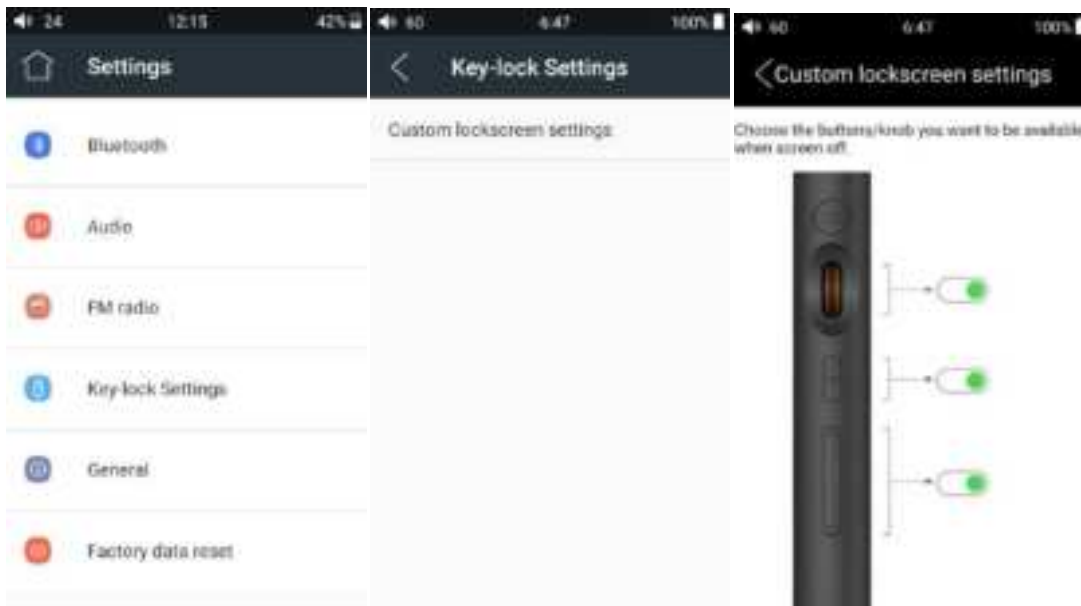 24 12:15 42%
Settings
Bluetooth
Audio
FM radio
Key-lock Settings
General
Factory data reset
60 6:47 100%
Key-lock Settings
Custom lockscreen settings
60 6:47 100%
Custom lockscreen settings
Choose the buttons/knob you want to be available
when screen off.